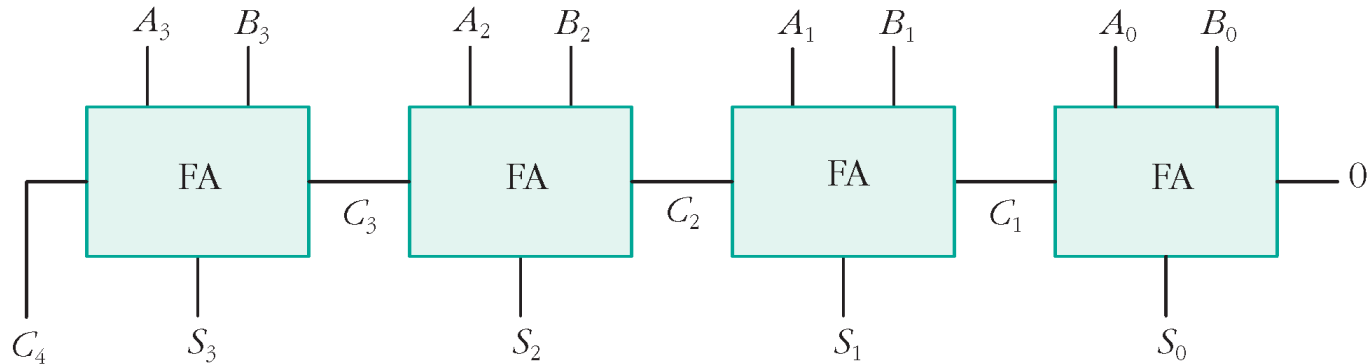 A₃ B₃ A₂ B₂ A₁ B₁ A₀ B₀
FA FA FA FA 0
C₃ C₂ C₁
C₄ S₃ S₂ S₁ S₀